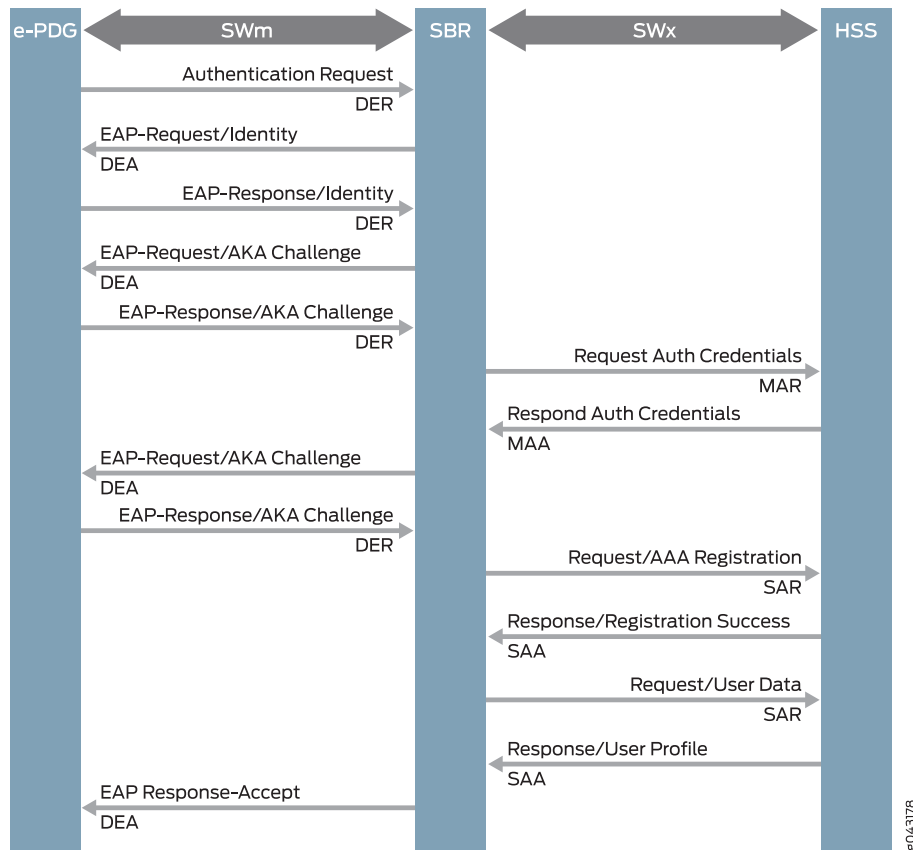 e-PDG SWm SBR SWx HSS
Authentication Request
DER
EAP-Request/Identity
DEA
EAP-Response/Identity
DER
EAP-Request/AKA Challenge
DEA
EAP-Response/AKA Challenge
DER
Request Auth Credentials
MAR
Respond Auth Credentials
MAA
EAP-Request/AKA Challenge
DEA
EAP-Response/AKA Challenge
DER
Request/AAA Registration
SAR
Response/Registration Success
SAA
Request/User Data
SAR
Response/User Profile
SAA
EAP Response-Accept
DEA
g043178